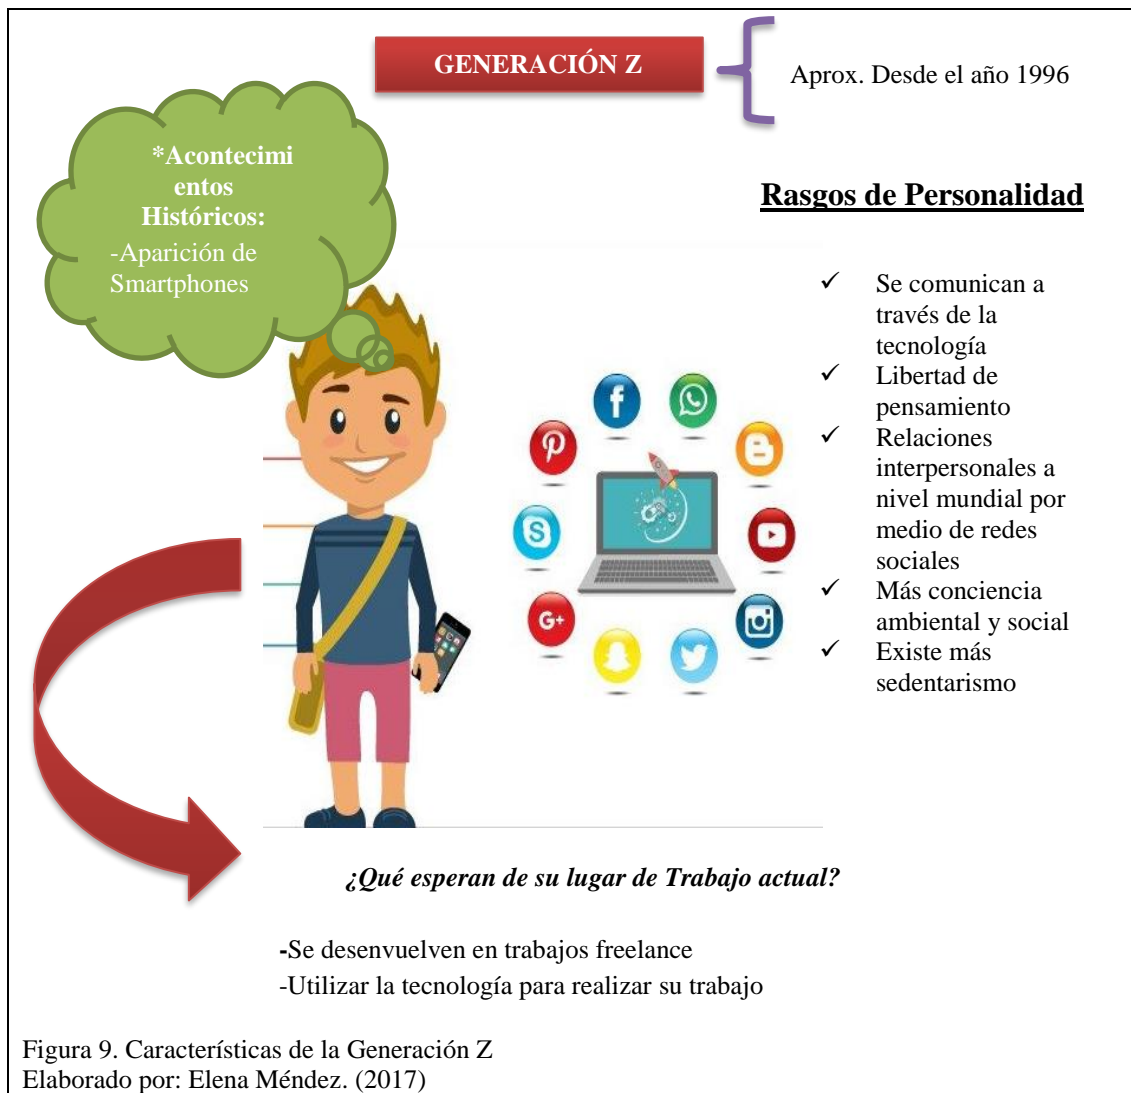 GENERACIÓN Z
Aprox. Desde el año 1996
*Acontecimi
entos
Históricos:
-Aparición de
Smartphones
Rasgos de Personalidad
✓ Se comunican a
través de la
tecnología
✓ Libertad de
pensamiento
✓ Relaciones
interpersonales a
nivel mundial por
medio de redes
sociales
✓ Más conciencia
ambiental y social
✓ Existe más
sedentarismo
G+
¿Qué esperan de su lugar de Trabajo actual?
-Se desenvuelven en trabajos freelance
-Utilizar la tecnología para realizar su trabajo
Figura 9. Características de la Generación Z
Elaborado por: Elena Méndez. (2017)